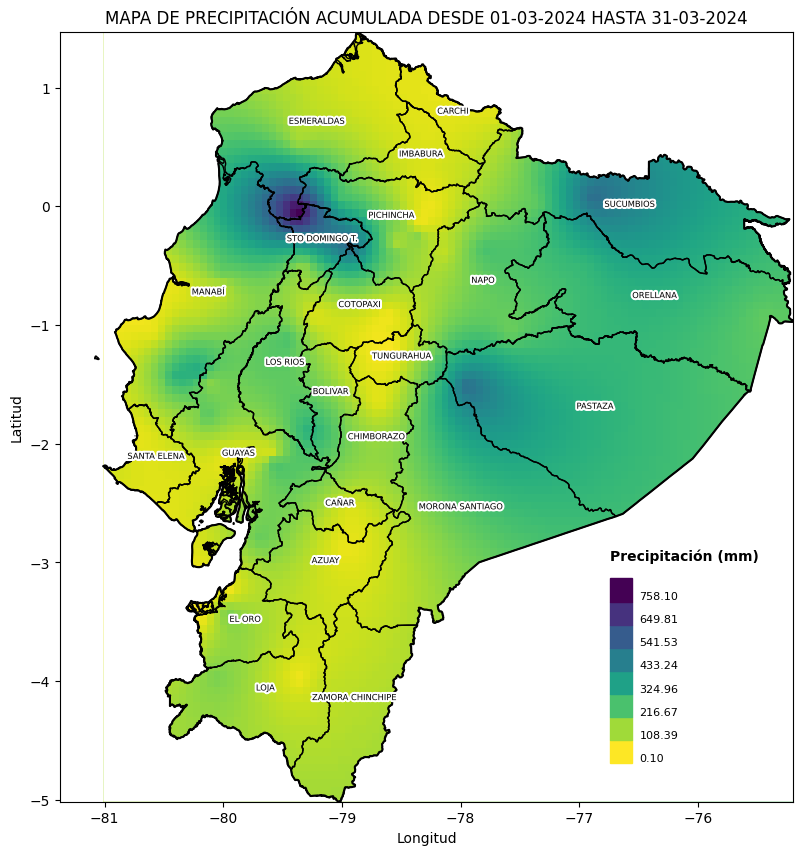 MAPA DE PRECIPITACIÓN ACUMULADA DESDE 01-03-2024 HASTA 31-03-2024
1
0
−1
−2
−3
−4
−5
Latitud
ESMERALDAS
CARCHI
IMBABURA
PICHINCHA
SUCUMBIOS
STO DOMINGO T.
NAPO
MANABÍ
ORELLANA
COTOPAXI
TUNGURAHUA
LOS RIOS
BOLIVAR
PASTAZA
CHIMBORAZO
GUAYAS
SANTA ELENA
CAÑAR
MORONA SANTIAGO
AZUAY
EL ORO
LOJA
ZAMORA CHINCHIPE
Precipitación (mm)
758.10
649.81
541.53
433.24
324.96
216.67
108.39
0.10
−81
−80
−79
−78
−77
−76
Longitud